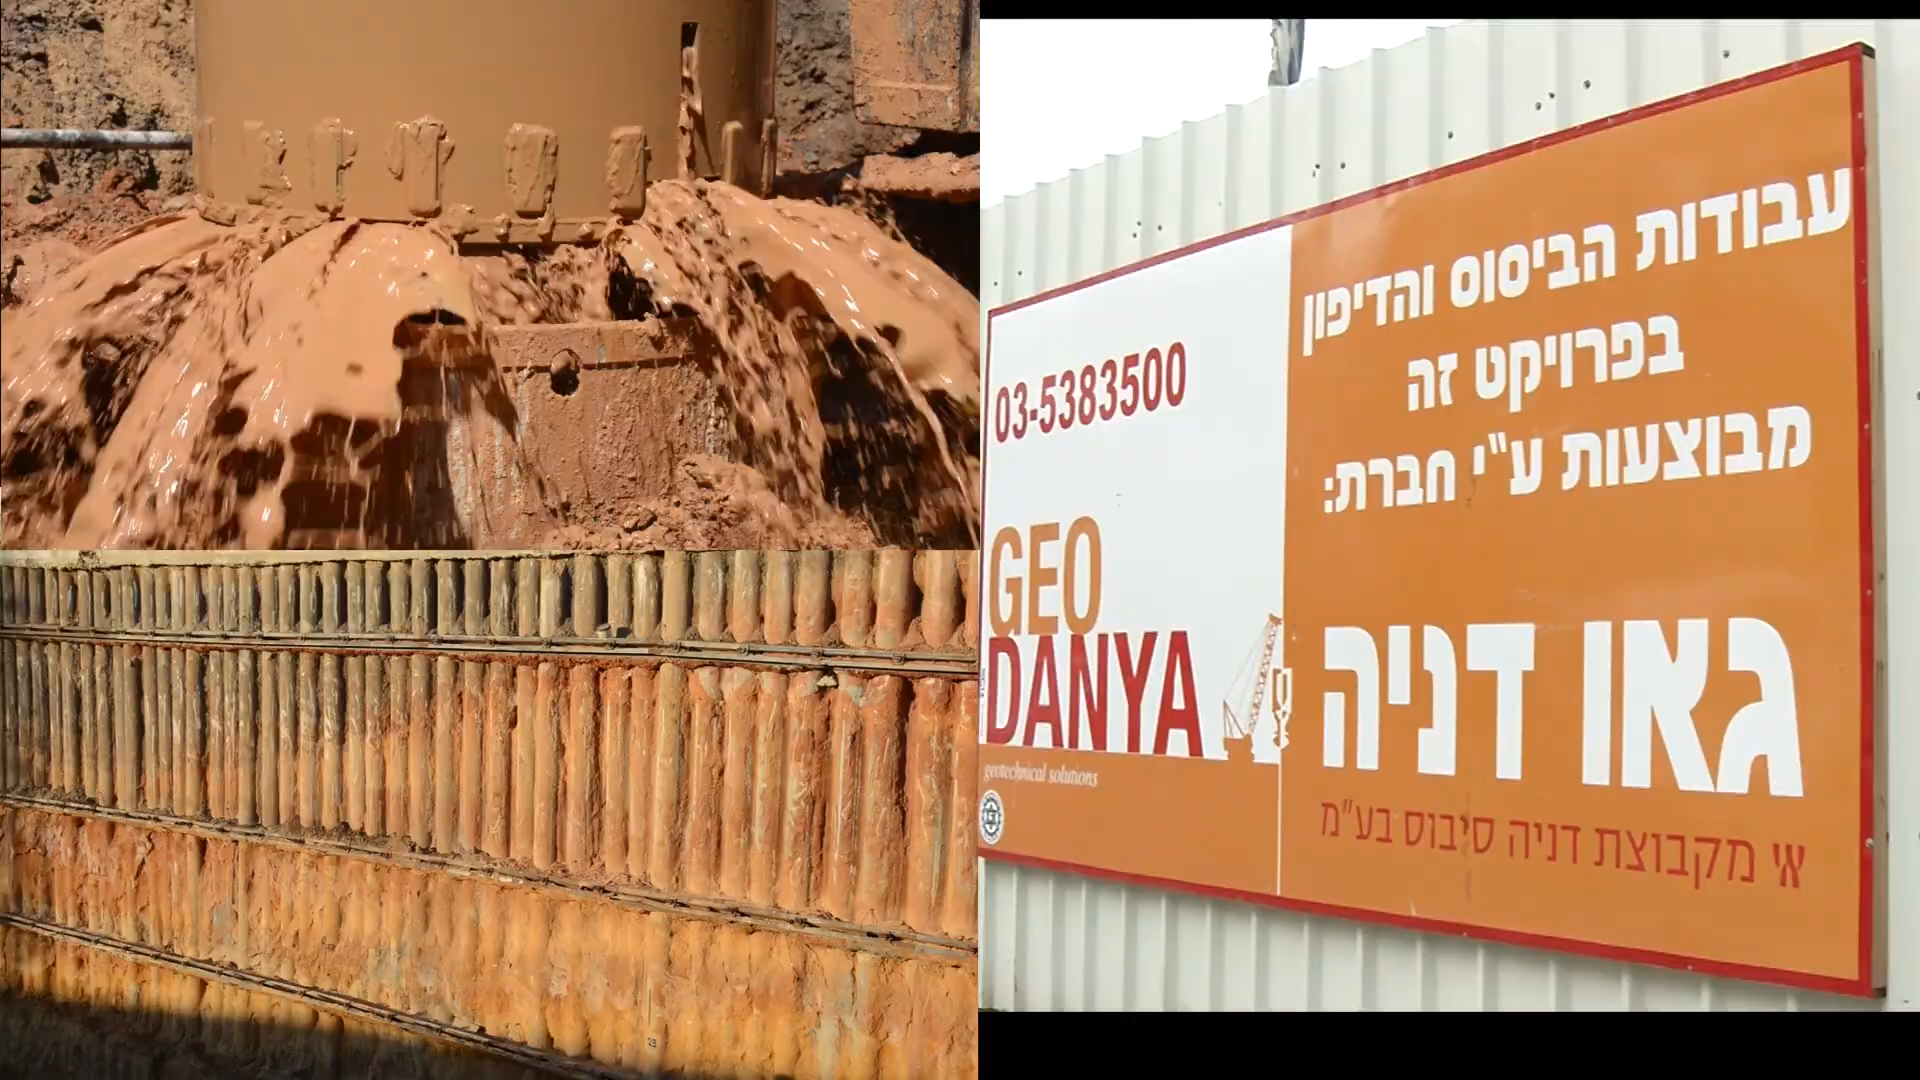 עבודות הביסוס והדיפון
בפרויקט זה
מבוצעות ע"י חברת:
גאו דניה
מקבוצת דניה סיבוס בע"מ
03-5383500
GEO
DANYA
geotechnical solutions
23